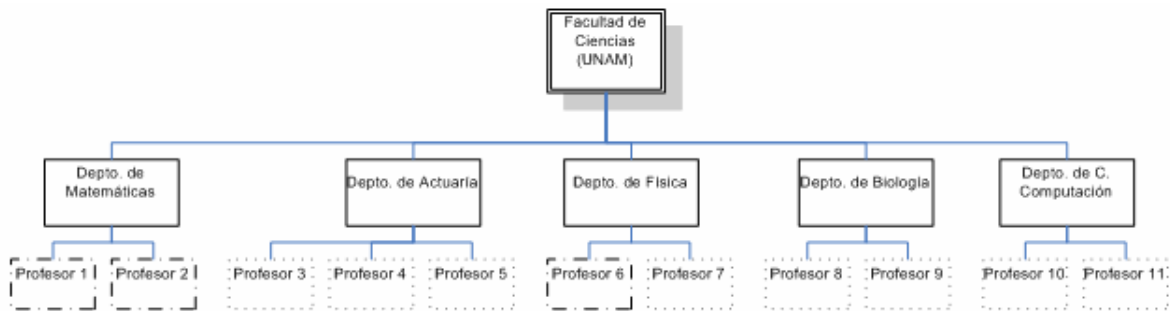 Facultad de
Ciencias
(UNAM)
Depto. de
Matemáticas
Depto. de Actuaría
Depto. de Física
Depto. de Biología
Depto. de C.
Computación
Profesor 1
Profesor 2
Profesor 3
Profesor 4
Profesor 5
Profesor 6
Profesor 7
Profesor 8
Profesor 9
Profesor 10
Profesor 11